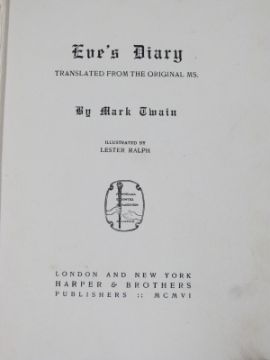 Eve's Diary
TRANSLATED FROM THE ORIGINAL MS.
By Mark Twain
ILLUSTRATED BY
LESTER RALPH
LONDON AND NEW YORK
HARPER & BROTHERS
PUBLISHERS :: MCMVI